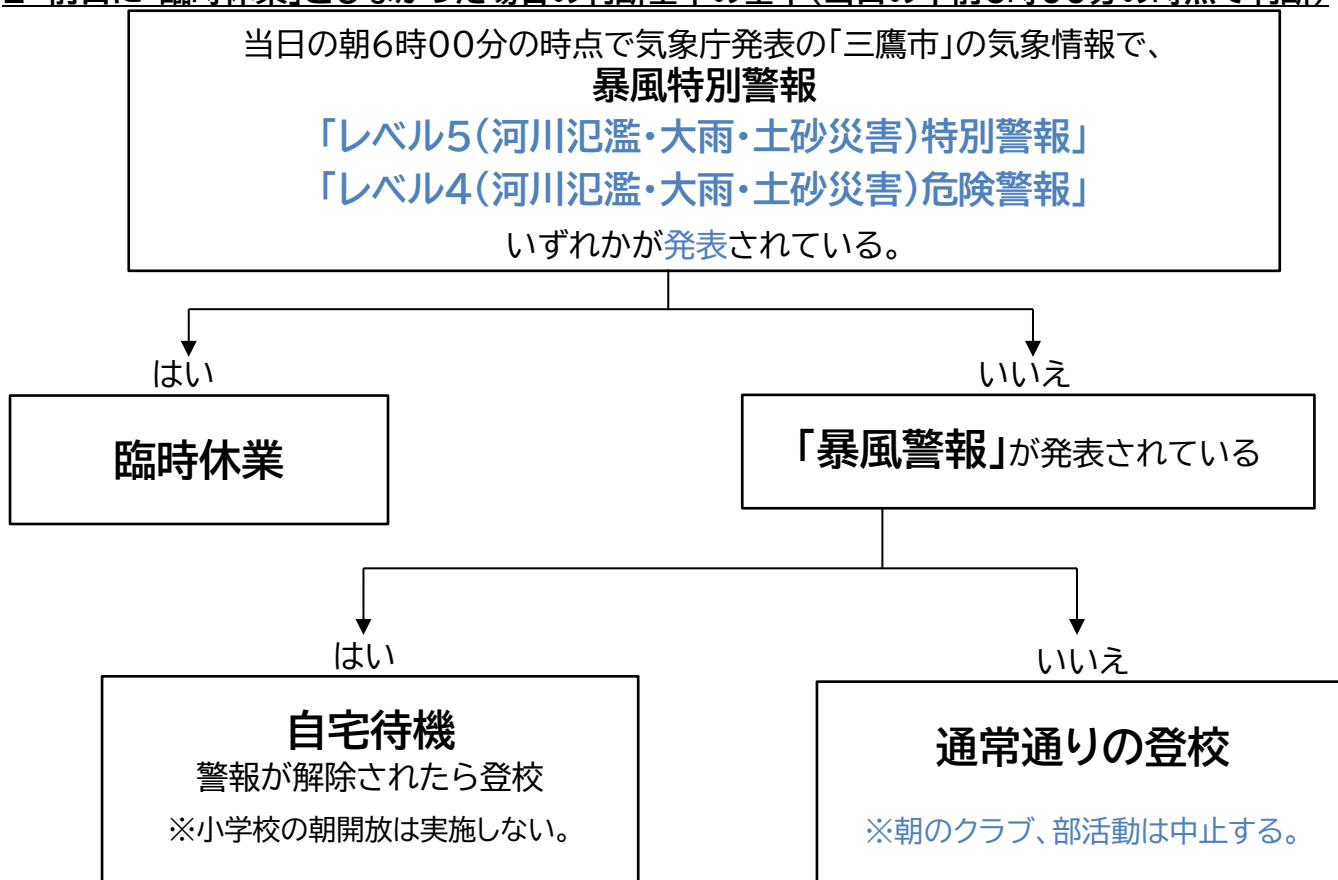 当日の朝6時00分の時点で気象庁発表の「三鷹市」の気象情報で、
暴風特別警報
「レベル5(河川氾濫・大雨・土砂災害)特別警報」
「レベル4(河川氾濫・大雨・土砂災害)危険警報」
いずれかが発表されている。
はい
いいえ
臨時休業
「暴風警報」が発表されている
はい
いいえ
自宅待機
警報が解除されたら登校
※小学校の朝開放は実施しない。
通常通りの登校
※朝のクラブ、部活動は中止する。